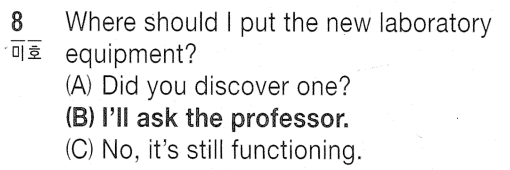 8 Where should I put the new laboratory
미호 equipment?
(A) Did you discover one?
(B) I'll ask the professor.
(C) No, it's still functioning.